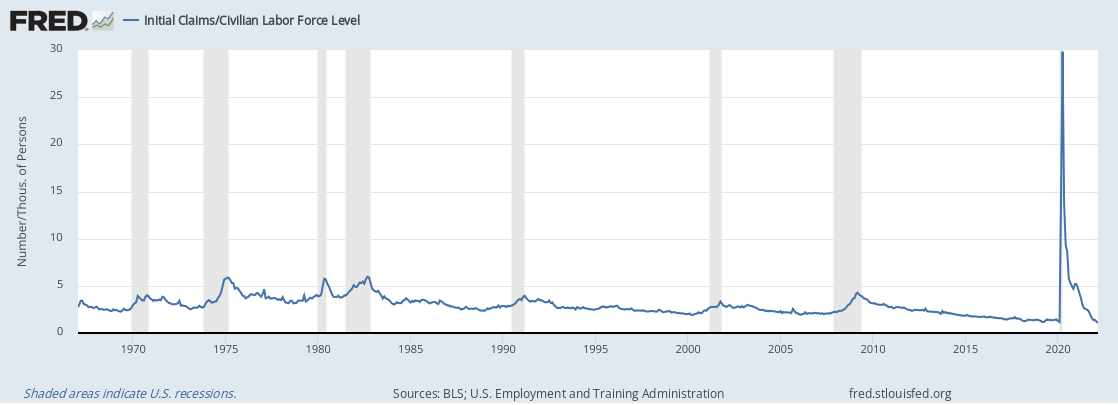 FRED Initial Claims/Civilian Labor Force Level
Number/Thous. of Persons
30
25
20
15
10
5
0
1970 1975 1980 1985 1990 1995 2000 2005 2010 2015 2020
Shaded areas indicate U.S. recessions. Sources: BLS; U.S. Employment and Training Administration fred.stlouisfed.org